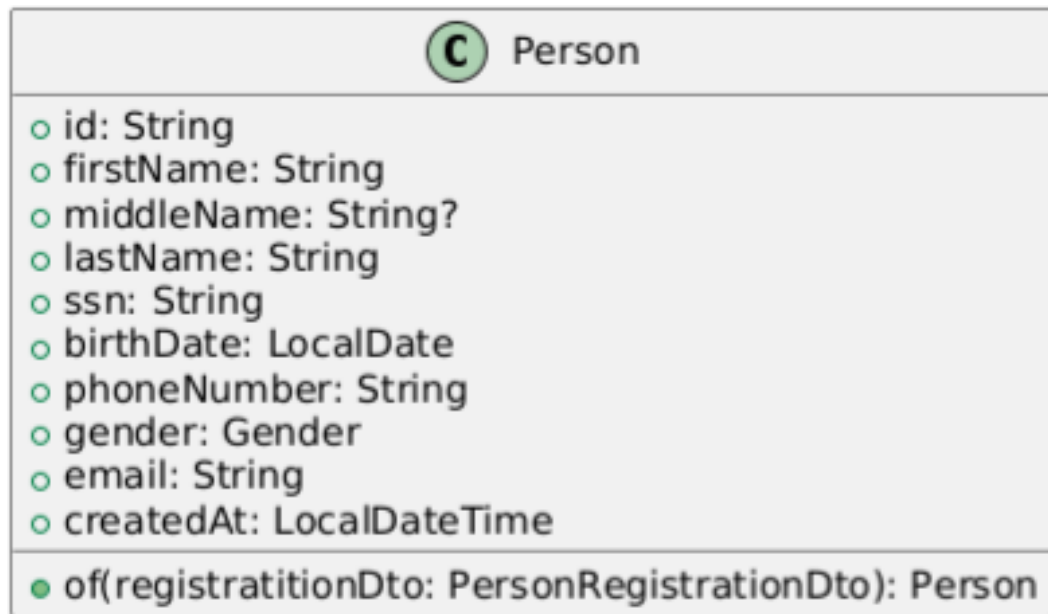 C Person
id: String
firstName: String
middleName: String?
lastName: String
ssn: String
birthDate: LocalDate
phoneNumber: String
gender: Gender
email: String
createdAt: LocalDateTime
of(registratitionDto: PersonRegistrationDto): Person